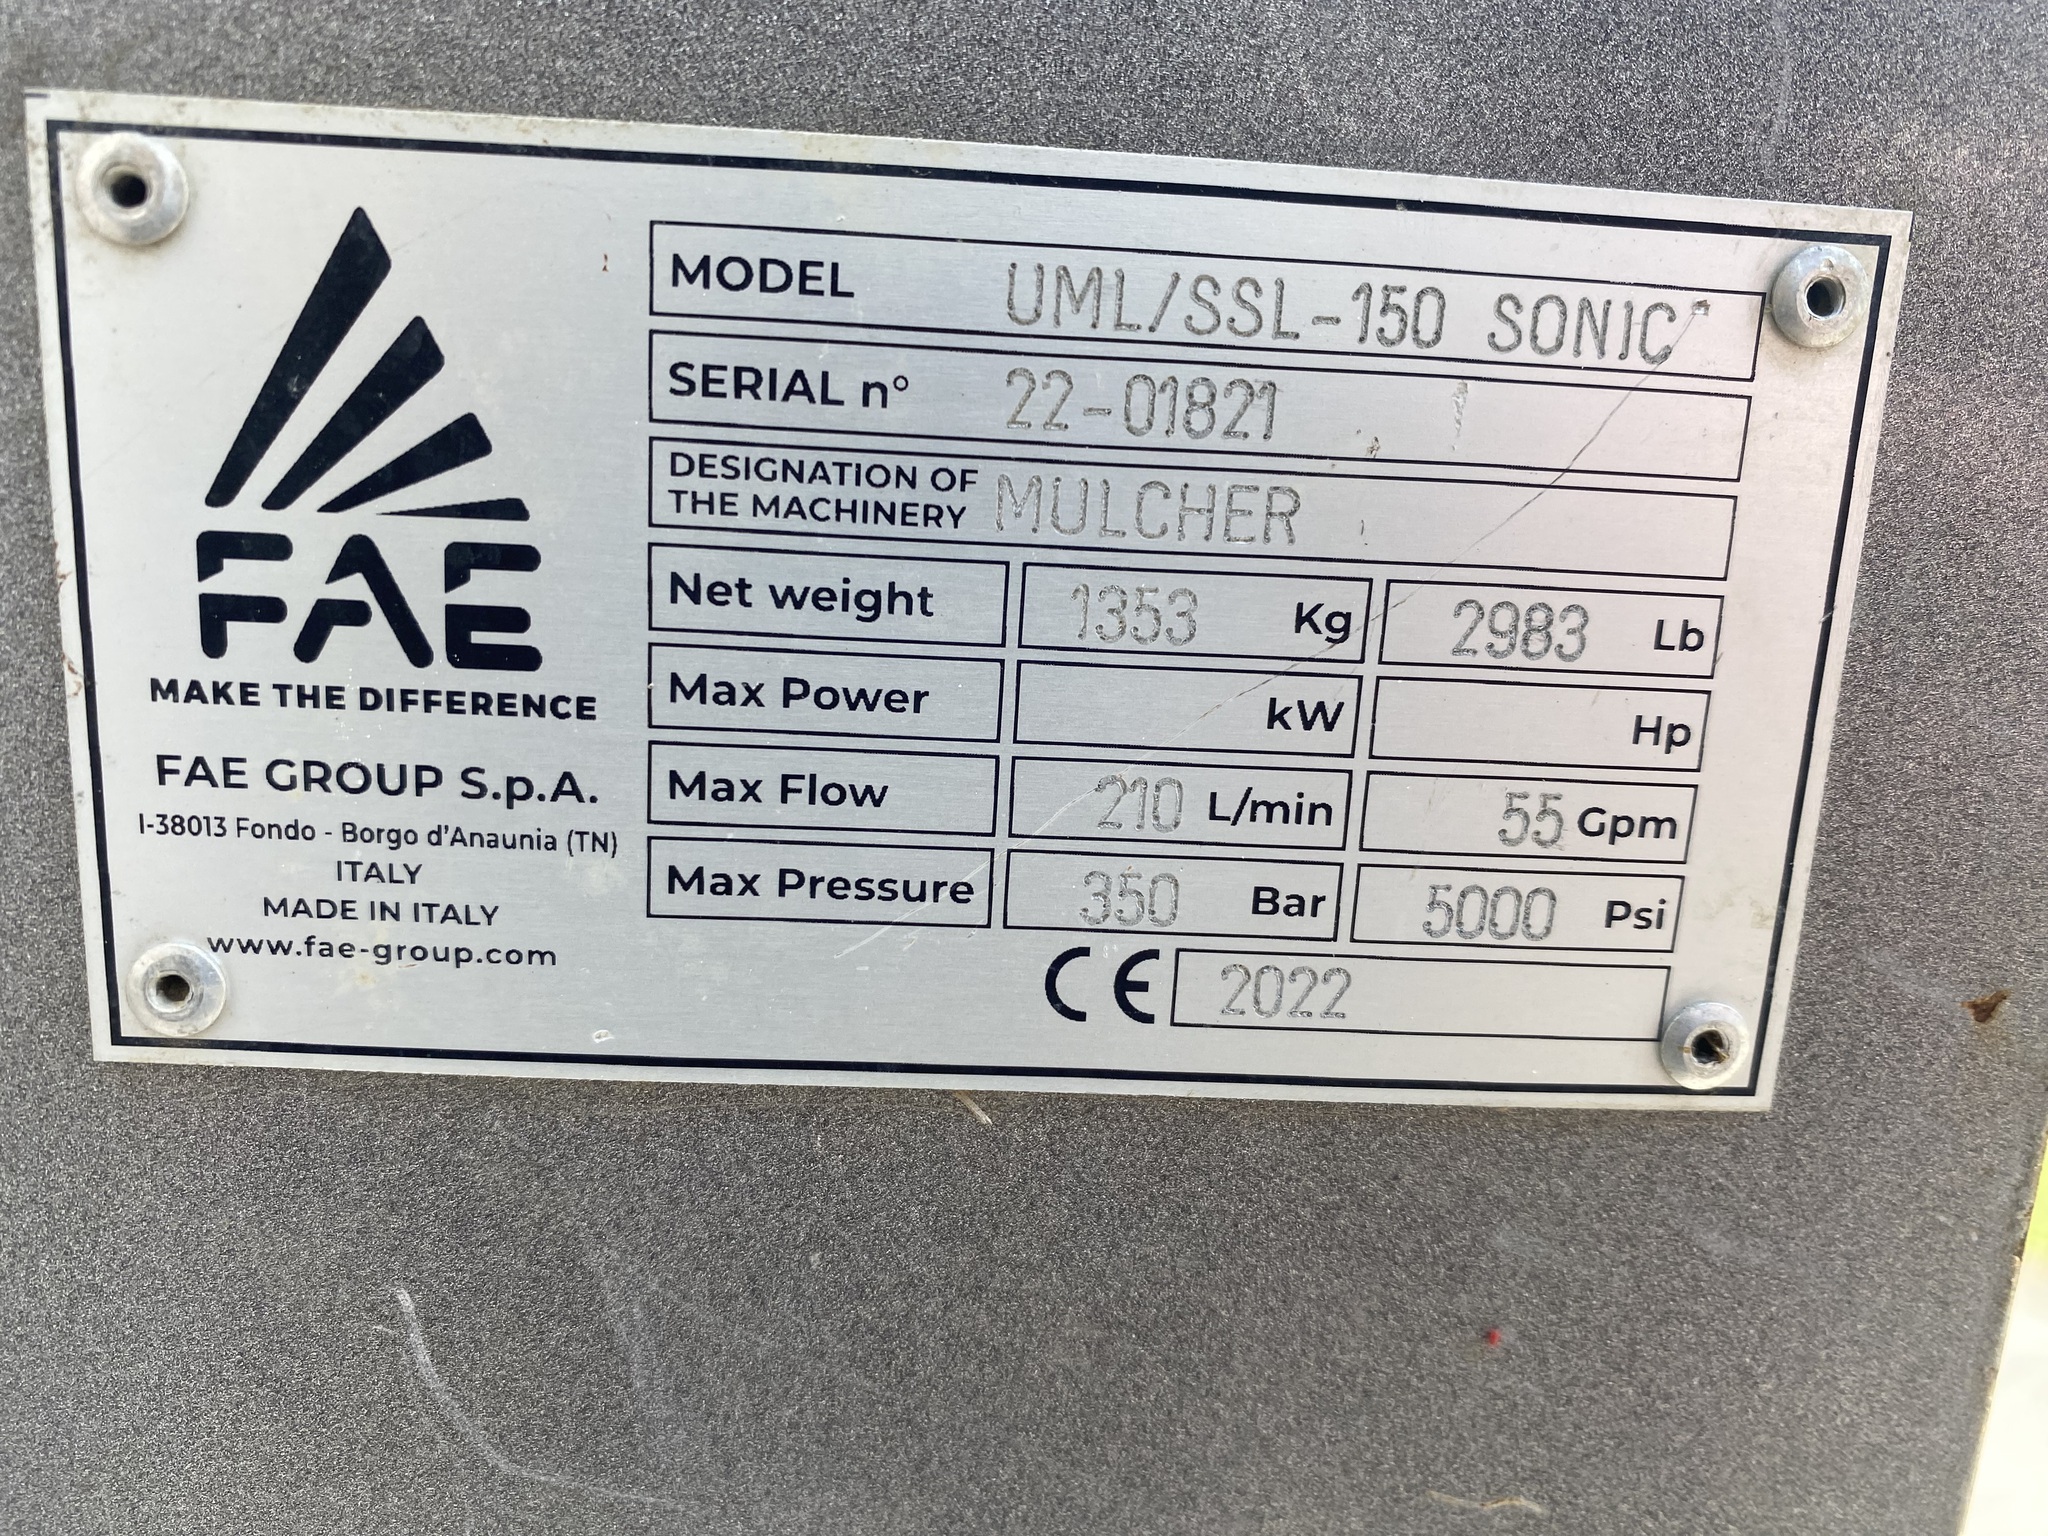 FAE
MAKE THE DIFFERENCE
FAE GROUP S.p.A.
I-38013 Fondo - Borgo d'Anaunia (TN)
ITALY
MADE IN ITALY
www.fae-group.com
MODEL UML/SSL-150 SONIC
SERIAL n° 22-01821
DESIGNATION OF
THE MACHINERY MULCHER
Net weight 1353 Kg 2983 Lb
Max Power kW Hp
Max Flow 210 L/min 55 Gpm
Max Pressure 350 Bar 5000 Psi
CE 2022